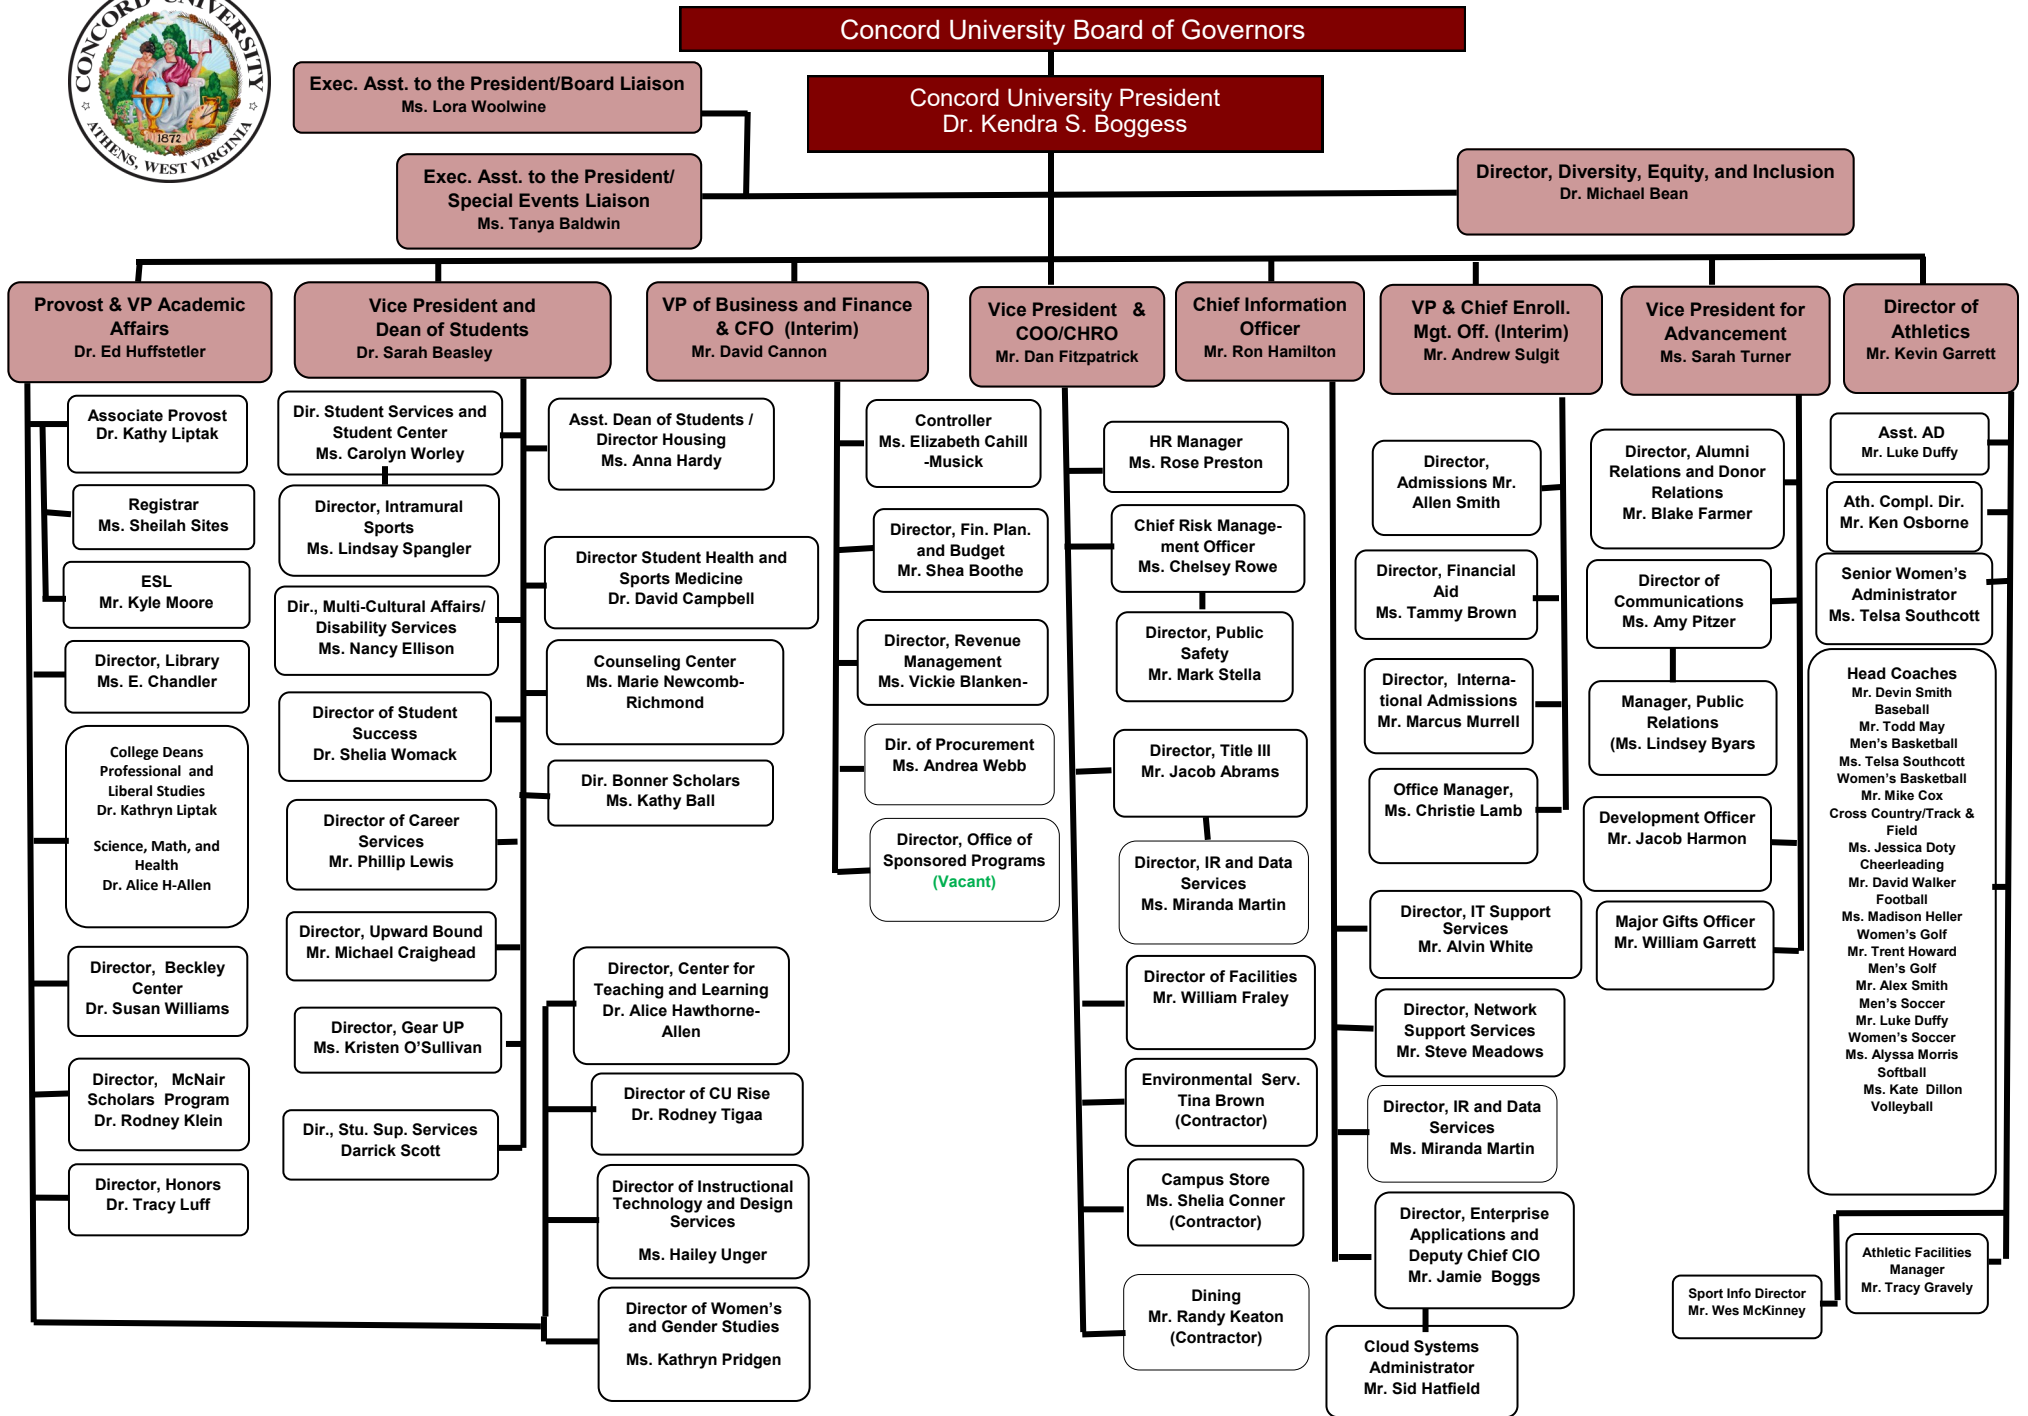 CONCORD UNIVERSITY
1872
ATHENS, WEST VIRGINIA
Concord University Board of Governors
Exec. Asst. to the President/Board Liaison
Ms. Lora Woolwine
Concord University President
Dr. Kendra S. Boggess
Exec. Asst. to the President/
Special Events Liaison
Ms. Tanya Baldwin
Director, Diversity, Equity, and Inclusion
Dr. Michael Bean
Provost & VP Academic
Affairs
Dr. Ed Huffstetler
Vice President and
Dean of Students
Dr. Sarah Beasley
VP of Business and Finance
& CFO (Interim)
Mr. David Cannon
Vice President &
COO/CHRO
Mr. Dan Fitzpatrick
Chief Information
Officer
Mr. Ron Hamilton
VP & Chief Enroll.
Mgt. Off. (Interim)
Mr. Andrew Sulgit
Vice President for
Advancement
Ms. Sarah Turner
Director of
Athletics
Mr. Kevin Garrett
Associate Provost
Dr. Kathy Liptak
Registrar
Ms. Sheilah Sites
ESL
Mr. Kyle Moore
Director, Library
Ms. E. Chandler
College Deans
Professional and
Liberal Studies
Dr. Kathryn Liptak
Science, Math, and
Health
Dr. Alice H-Allen
Director, Beckley
Center
Dr. Susan Williams
Director, McNair
Scholars Program
Dr. Rodney Klein
Director, Honors
Dr. Tracy Luff
Dir. Student Services and
Student Center
Ms. Carolyn Worley
Director, Intramural
Sports
Ms. Lindsay Spangler
Dir., Multi-Cultural Affairs/
Disability Services
Ms. Nancy Ellison
Director of Student
Success
Dr. Shelia Womack
Director of Career
Services
Mr. Phillip Lewis
Director, Upward Bound
Mr. Michael Craighead
Director, Gear UP
Ms. Kristen O'Sullivan
Dir., Stu. Sup. Services
Darrick Scott
Asst. Dean of Students /
Director Housing
Ms. Anna Hardy
Director Student Health and
Sports Medicine
Dr. David Campbell
Counseling Center
Ms. Marie Newcomb-
Richmond
Dir. Bonner Scholars
Ms. Kathy Ball
Director, Center for
Teaching and Learning
Dr. Alice Hawthorne-
Allen
Director of CU Rise
Dr. Rodney Tigaa
Director of Instructional
Technology and Design
Services
Ms. Hailey Unger
Director of Women's
and Gender Studies
Ms. Kathryn Pridgen
Controller
Ms. Elizabeth Cahill
-Musick
Director, Fin. Plan.
and Budget
Mr. Shea Boothe
Director, Revenue
Management
Ms. Vickie Blanken-
Dir. of Procurement
Ms. Andrea Webb
Director, Office of
Sponsored Programs
(Vacant)
HR Manager
Ms. Rose Preston
Chief Risk Manage-
ment Officer
Ms. Chelsey Rowe
Director, Public
Safety
Mr. Mark Stella
Director, Title III
Mr. Jacob Abrams
Director, IR and Data
Services
Ms. Miranda Martin
Director of Facilities
Mr. William Fraley
Environmental Serv.
Tina Brown
(Contractor)
Campus Store
Ms. Shelia Conner
(Contractor)
Dining
Mr. Randy Keaton
(Contractor)
Director,
Admissions Mr.
Allen Smith
Director, Financial
Aid
Ms. Tammy Brown
Director, Interna-
tional Admissions
Mr. Marcus Murrell
Office Manager,
Ms. Christie Lamb
Director, IT Support
Services
Mr. Alvin White
Director, Network
Support Services
Mr. Steve Meadows
Director, IR and Data
Services
Ms. Miranda Martin
Director, Enterprise
Applications and
Deputy Chief CIO
Mr. Jamie Boggs
Cloud Systems
Administrator
Mr. Sid Hatfield
Director, Alumni
Relations and Donor
Relations
Mr. Blake Farmer
Director of
Communications
Ms. Amy Pitzer
Manager, Public
Relations
(Ms. Lindsey Byars
Development Officer
Mr. Jacob Harmon
Major Gifts Officer
Mr. William Garrett
Asst. AD
Mr. Luke Duffy
Ath. Compl. Dir.
Mr. Ken Osborne
Senior Women's
Administrator
Ms. Telsa Southcott
Head Coaches
Mr. Devin Smith
Baseball
Mr. Todd May
Men's Basketball
Ms. Telsa Southcott
Women's Basketball
Mr. Mike Cox
Cross Country/Track &
Field
Ms. Jessica Doty
Cheerleading
Mr. David Walker
Football
Ms. Madison Heller
Women's Golf
Mr. Trent Howard
Men's Golf
Mr. Alex Smith
Men's Soccer
Mr. Luke Duffy
Women's Soccer
Ms. Alyssa Morris
Softball
Ms. Kate Dillon
Volleyball
Athletic Facilities
Manager
Mr. Tracy Gravely
Sport Info Director
Mr. Wes McKinney